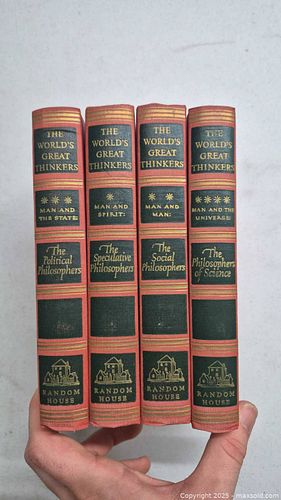 THE
WORLD'S
GREAT
THINKERS
***
MAN AND
THE STATE:
The
Political
Philosophers
RANDOM
HOUSE
THE
WORLD'S
GREAT
THINKERS
*
MAN AND
SPIRIT:
The
Speculative
Philosophers
RANDOM
HOUSE
THE
WORLD'S
GREAT
THINKERS
**
MAN AND
MAN:
The
Social
Philosophers
RANDOM
HOUSE
THE
WORLD'S
GREAT
THINKERS
****
MAN AND THE
UNIVERSE:
The
Philosophers
of Science
RANDOM
HOUSE
Copyright 2025 - maxsold.com